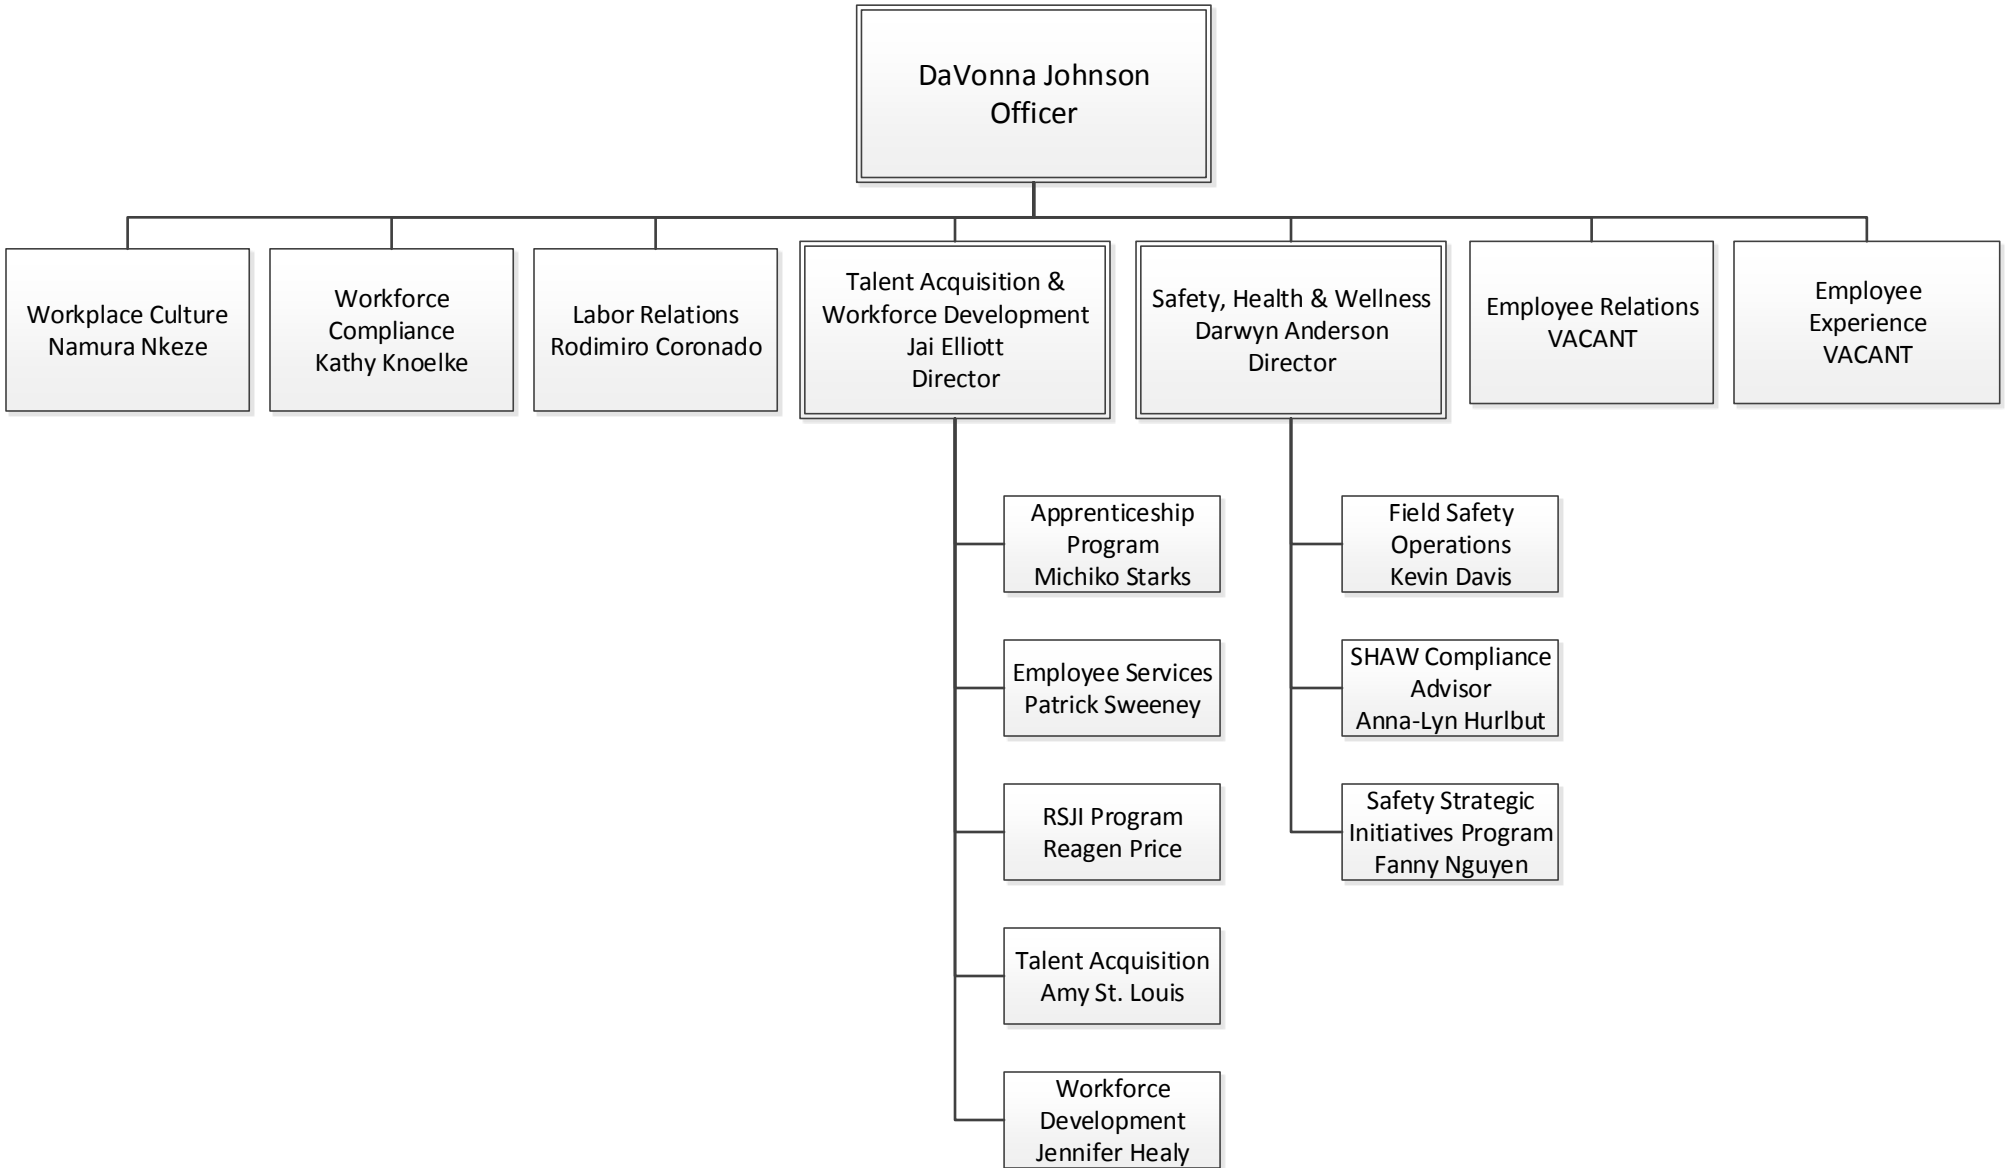 DaVonna Johnson
Officer
Workplace Culture
Namura Nkeze
Workforce
Compliance
Kathy Knoelke
Labor Relations
Rodimiro Coronado
Talent Acquisition &
Workforce Development
Jai Elliott
Director
Safety, Health & Wellness
Darwyn Anderson
Director
Employee Relations
VACANT
Employee
Experience
VACANT
Apprenticeship
Program
Michiko Starks
Employee Services
Patrick Sweeney
RSJI Program
Reagen Price
Talent Acquisition
Amy St. Louis
Workforce
Development
Jennifer Healy
Field Safety
Operations
Kevin Davis
SHAW Compliance
Advisor
Anna-Lyn Hurlbut
Safety Strategic
Initiatives Program
Fanny Nguyen